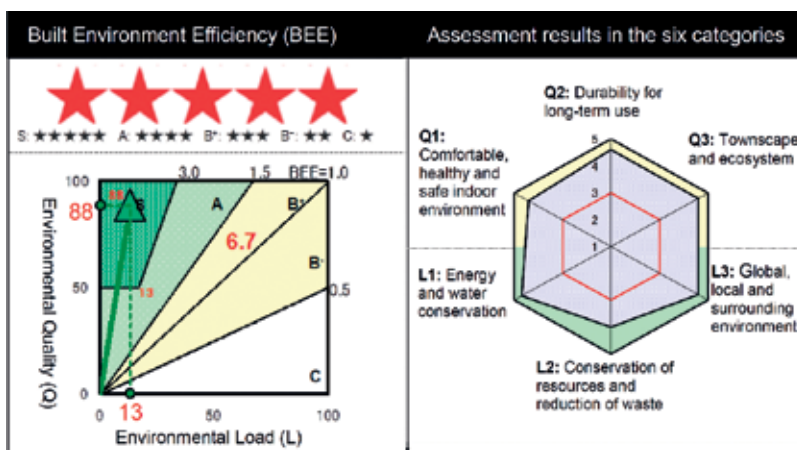 Built Environment Efficiency (BEE)
S: ★★★★★ A: ★★★★ B⁺: ★★★ B⁻: ★★ C: ★
3.0 1.5 BEE=1.0
100
88
88
S
A
B⁺
6.7
B⁻
50
13
0.5
C
0
0
13
50
100
Environmental Quality (Q)
Environmental Load (L)
Assessment results in the six categories
Q2: Durability for
long-term use
Q1:
Comfortable,
healthy and
safe indoor
environment
Q3: Townscape
and ecosystem
5
4
3
2
1
L1: Energy
and water
conservation
L3: Global,
local and
surrounding
environment
L2: Conservation of
resources and
reduction of waste